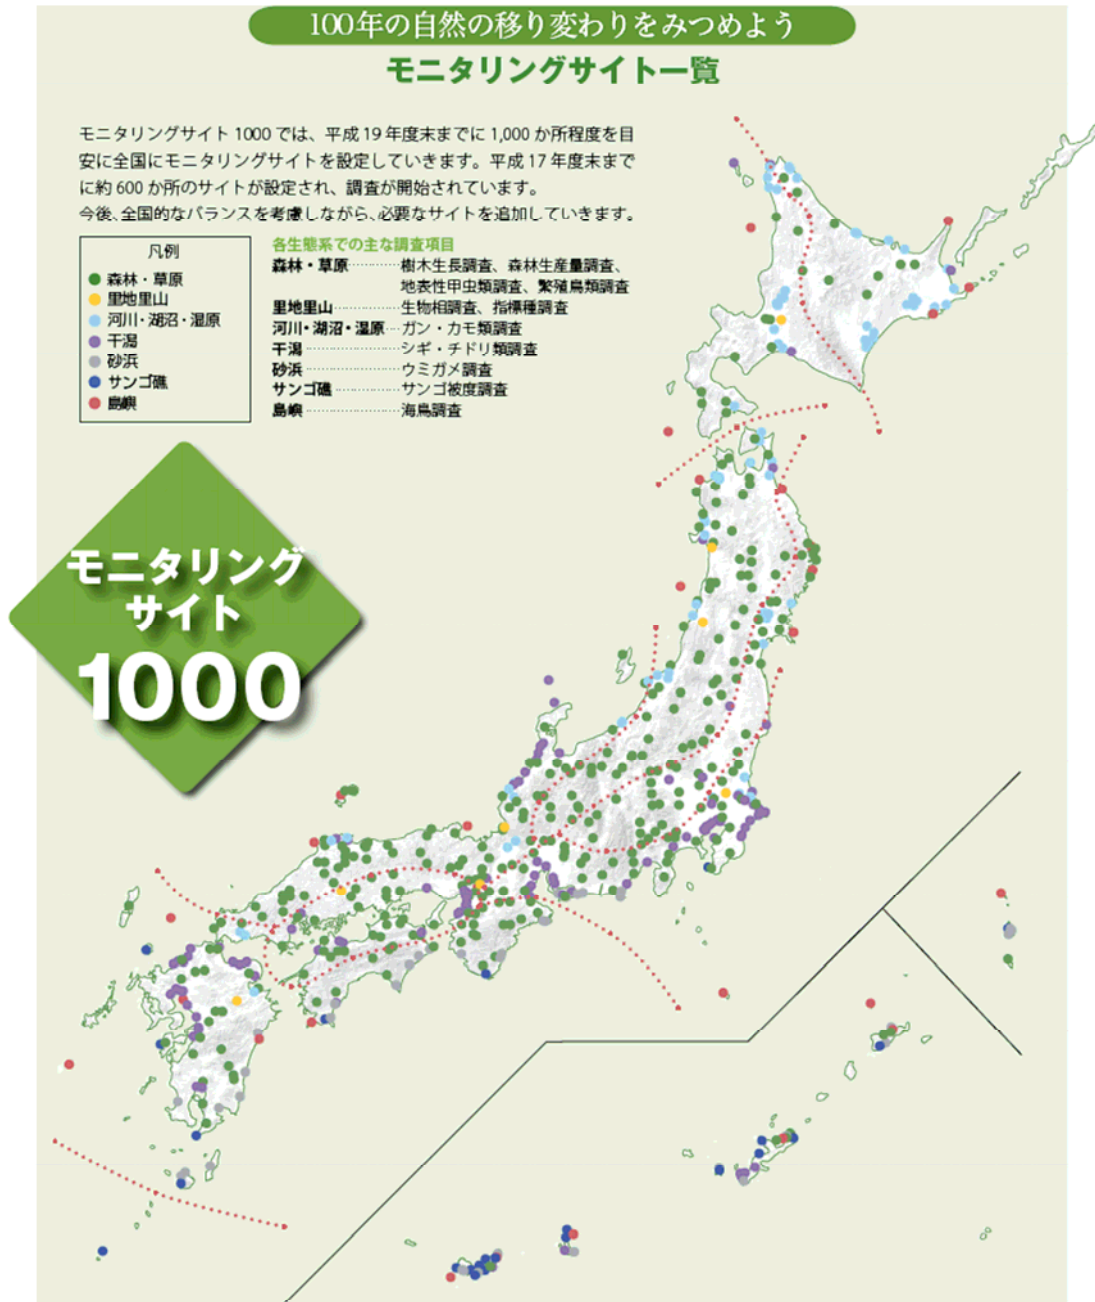 100年の自然の移り変わりをみつめよう
モニタリングサイト一覧
モニタリングサイト1000では、平成19年度末までに1,000か所程度を目
安に全国にモニタリングサイトを設定していきます。平成17年度末まで
に約600か所のサイトが設定され、調査が開始されています。
今後、全国的なバランスを考慮しながら、必要なサイトを追加していきます。
凡例
森林・草原
里地里山
河川・湖沼・湿原
干潟
砂浜
サンゴ礁
島嶼
各生態系での主な調査項目
森林・草原…………樹木生長調査、森林生産量調査、
地表性甲虫類調査、繁殖鳥類調査
里地里山……………生物相調査、指標種調査
河川・湖沼・湿原…ガン・カモ類調査
干潟…………………シギ・チドリ類調査
砂浜…………………ウミガメ調査
サンゴ礁……………サンゴ被度調査
島嶼…………………海鳥調査
モニタリング
サイト
1000